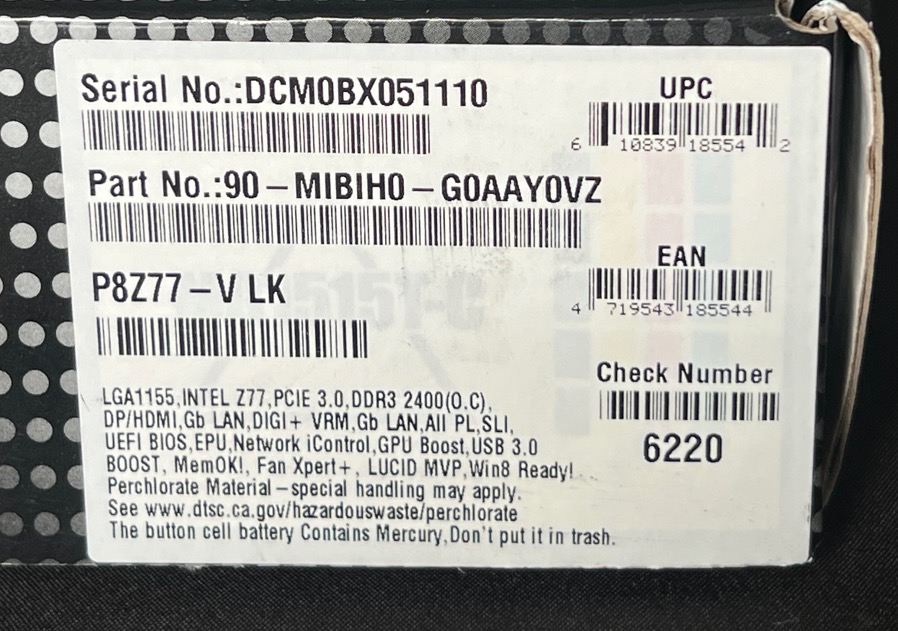 Serial No.:DCM0BX051110
UPC
6 10839 18554 2
Part No.:90-MIBIH0-G0AAY0VZ
EAN
4 719543 185544
P8Z77-V LK
Check Number
6220
LGA1155,INTEL Z77,PCIE 3.0,DDR3 2400(O.C),
DP/HDMI,Gb LAN,DIGI+ VRM,Gb LAN,All PL,SLI,
UEFI BIOS,EPU,Network iControl,GPU Boost,USB 3.0
BOOST, MemOK!, Fan Xpert+, LUCID MVP,Win8 Ready!
Perchlorate Material-special handling may apply.
See www.dtsc.ca.gov/hazardouswaste/perchlorate
The button cell battery Contains Mercury,Don't put it in trash.